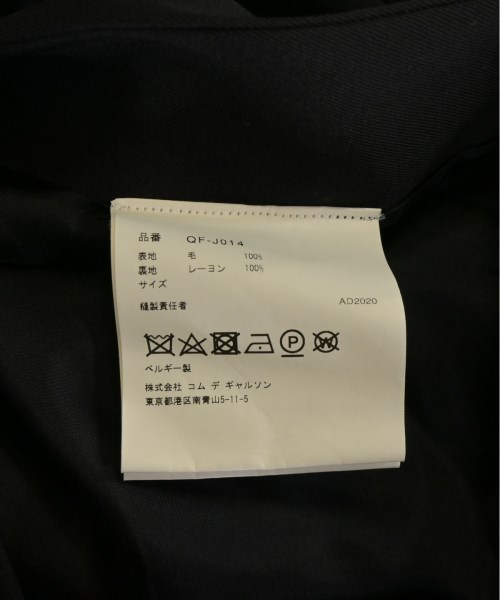 品番 QF-J014
表地 毛 100%
裏地 レーヨン 100%
サイズ
縫製責任者 AD2020
ベルギー製
株式会社 コム デ ギャルソン
東京都港区南青山5-11-5